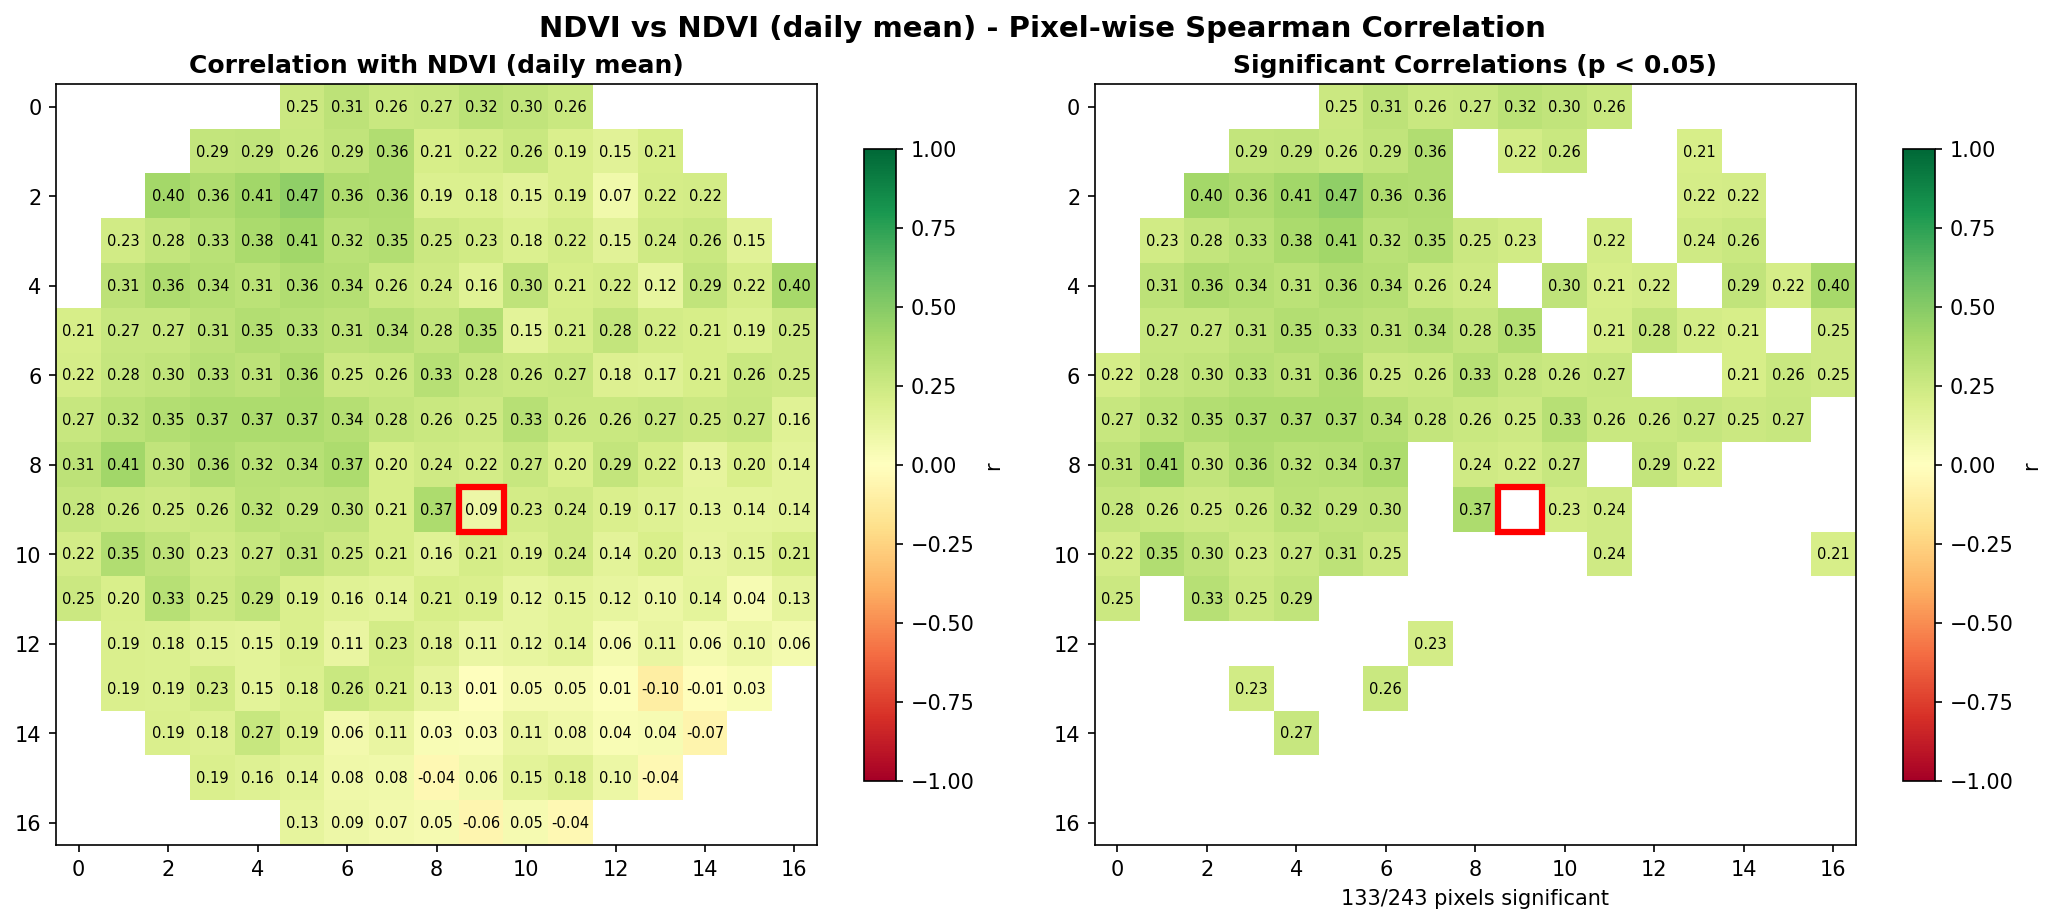 NDVI vs NDVI (daily mean) - Pixel-wise Spearman Correlation
Correlation with NDVI (daily mean)
0 0.25 0.31 0.26 0.27 0.32 0.30 0.26
0.29 0.29 0.26 0.29 0.36 0.21 0.22 0.26 0.19 0.15 0.21
2 0.40 0.36 0.41 0.47 0.36 0.36 0.19 0.18 0.15 0.19 0.07 0.22 0.22
0.23 0.28 0.33 0.38 0.41 0.32 0.35 0.25 0.23 0.18 0.22 0.15 0.24 0.26 0.15
4 0.31 0.36 0.34 0.31 0.36 0.34 0.26 0.24 0.16 0.30 0.21 0.22 0.12 0.29 0.22 0.40
0.21 0.27 0.27 0.31 0.35 0.33 0.31 0.34 0.28 0.35 0.15 0.21 0.28 0.22 0.21 0.19 0.25
6 0.22 0.28 0.30 0.33 0.31 0.36 0.25 0.26 0.33 0.28 0.26 0.27 0.18 0.17 0.21 0.26 0.25
0.27 0.32 0.35 0.37 0.37 0.37 0.34 0.28 0.26 0.25 0.33 0.26 0.26 0.27 0.25 0.27 0.16
8 0.31 0.41 0.30 0.36 0.32 0.34 0.37 0.20 0.24 0.22 0.27 0.20 0.29 0.22 0.13 0.20 0.14
0.28 0.26 0.25 0.26 0.32 0.29 0.30 0.21 0.37 0.09 0.23 0.24 0.19 0.17 0.13 0.14 0.14
10 0.22 0.35 0.30 0.23 0.27 0.31 0.25 0.21 0.16 0.21 0.19 0.24 0.14 0.20 0.13 0.15 0.21
0.25 0.20 0.33 0.25 0.29 0.19 0.16 0.14 0.21 0.19 0.12 0.15 0.12 0.10 0.14 0.04 0.13
12 0.19 0.18 0.15 0.15 0.19 0.11 0.23 0.18 0.11 0.12 0.14 0.06 0.11 0.06 0.10 0.06
0.19 0.19 0.23 0.15 0.18 0.26 0.21 0.13 0.01 0.05 0.05 0.01 -0.10 -0.01 0.03
14 0.19 0.18 0.27 0.19 0.06 0.11 0.03 0.03 0.11 0.08 0.04 0.04 -0.07
0.19 0.16 0.14 0.08 0.08 -0.04 0.06 0.15 0.18 0.10 -0.04
16 0.13 0.09 0.07 0.05 -0.06 0.05 -0.04
0 2 4 6 8 10 12 14 16
1.00
0.75
0.50
0.25
0.00
−0.25
−0.50
−0.75
−1.00
r
Significant Correlations (p < 0.05)
0 0.25 0.31 0.26 0.27 0.32 0.30 0.26
0.29 0.29 0.26 0.29 0.36 0.22 0.26 0.21
2 0.40 0.36 0.41 0.47 0.36 0.36 0.22 0.22
0.23 0.28 0.33 0.38 0.41 0.32 0.35 0.25 0.23 0.22 0.24 0.26
4 0.31 0.36 0.34 0.31 0.36 0.34 0.26 0.24 0.30 0.21 0.22 0.29 0.22 0.40
0.27 0.27 0.31 0.35 0.33 0.31 0.34 0.28 0.35 0.21 0.28 0.22 0.21 0.25
6 0.22 0.28 0.30 0.33 0.31 0.36 0.25 0.26 0.33 0.28 0.26 0.27 0.21 0.26 0.25
0.27 0.32 0.35 0.37 0.37 0.37 0.34 0.28 0.26 0.25 0.33 0.26 0.26 0.27 0.25 0.27
8 0.31 0.41 0.30 0.36 0.32 0.34 0.37 0.24 0.22 0.27 0.29 0.22
0.28 0.26 0.25 0.26 0.32 0.29 0.30 0.37 0.23 0.24
10 0.22 0.35 0.30 0.23 0.27 0.31 0.25 0.24 0.21
0.25 0.33 0.25 0.29
12 0.23
0.23 0.26
14 0.27
16
0 2 4 6 8 10 12 14 16
133/243 pixels significant
1.00
0.75
0.50
0.25
0.00
−0.25
−0.50
−0.75
−1.00
r